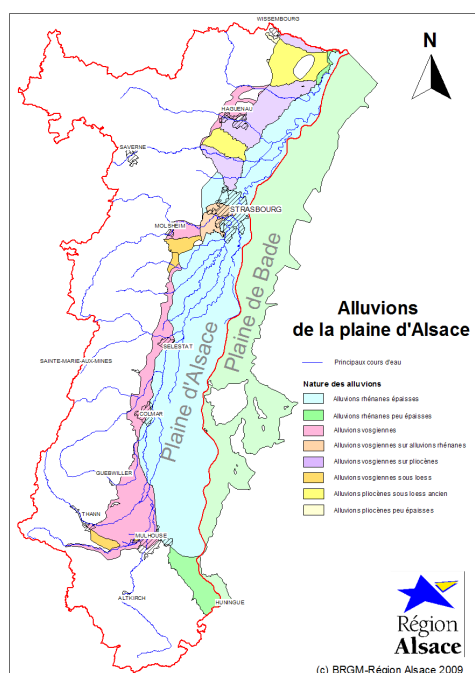 WISSEMBOURG
N
HAGUENAU
SAVERNE
STRASBOURG
MOLSHEIM
Plaine de Bade
Plaine d'Alsace
Alluvions
de la plaine d'Alsace
SELESTAT
SAINTE-MARIE-AUX-MINES
Principaux cours d'eau
Nature des alluvions
Alluvions rhénanes épaisses
Alluvions rhénanes peu épaisses
Alluvions vosgiennes
Alluvions vosgiennes sur alluvions rhénanes
Alluvions vosgiennes sur pliocènes
Alluvions vosgiennes sous loess
Alluvions pliocènes sous loess ancien
Alluvions pliocènes peu épaisses
COLMAR
GUEBWILLER
THANN
MULHOUSE
ALTKIRCH
HUNINGUE
Région
Alsace
(c) BRGM-Région Alsace 2009